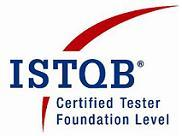 ISTQB®
Certified Tester
Foundation Level